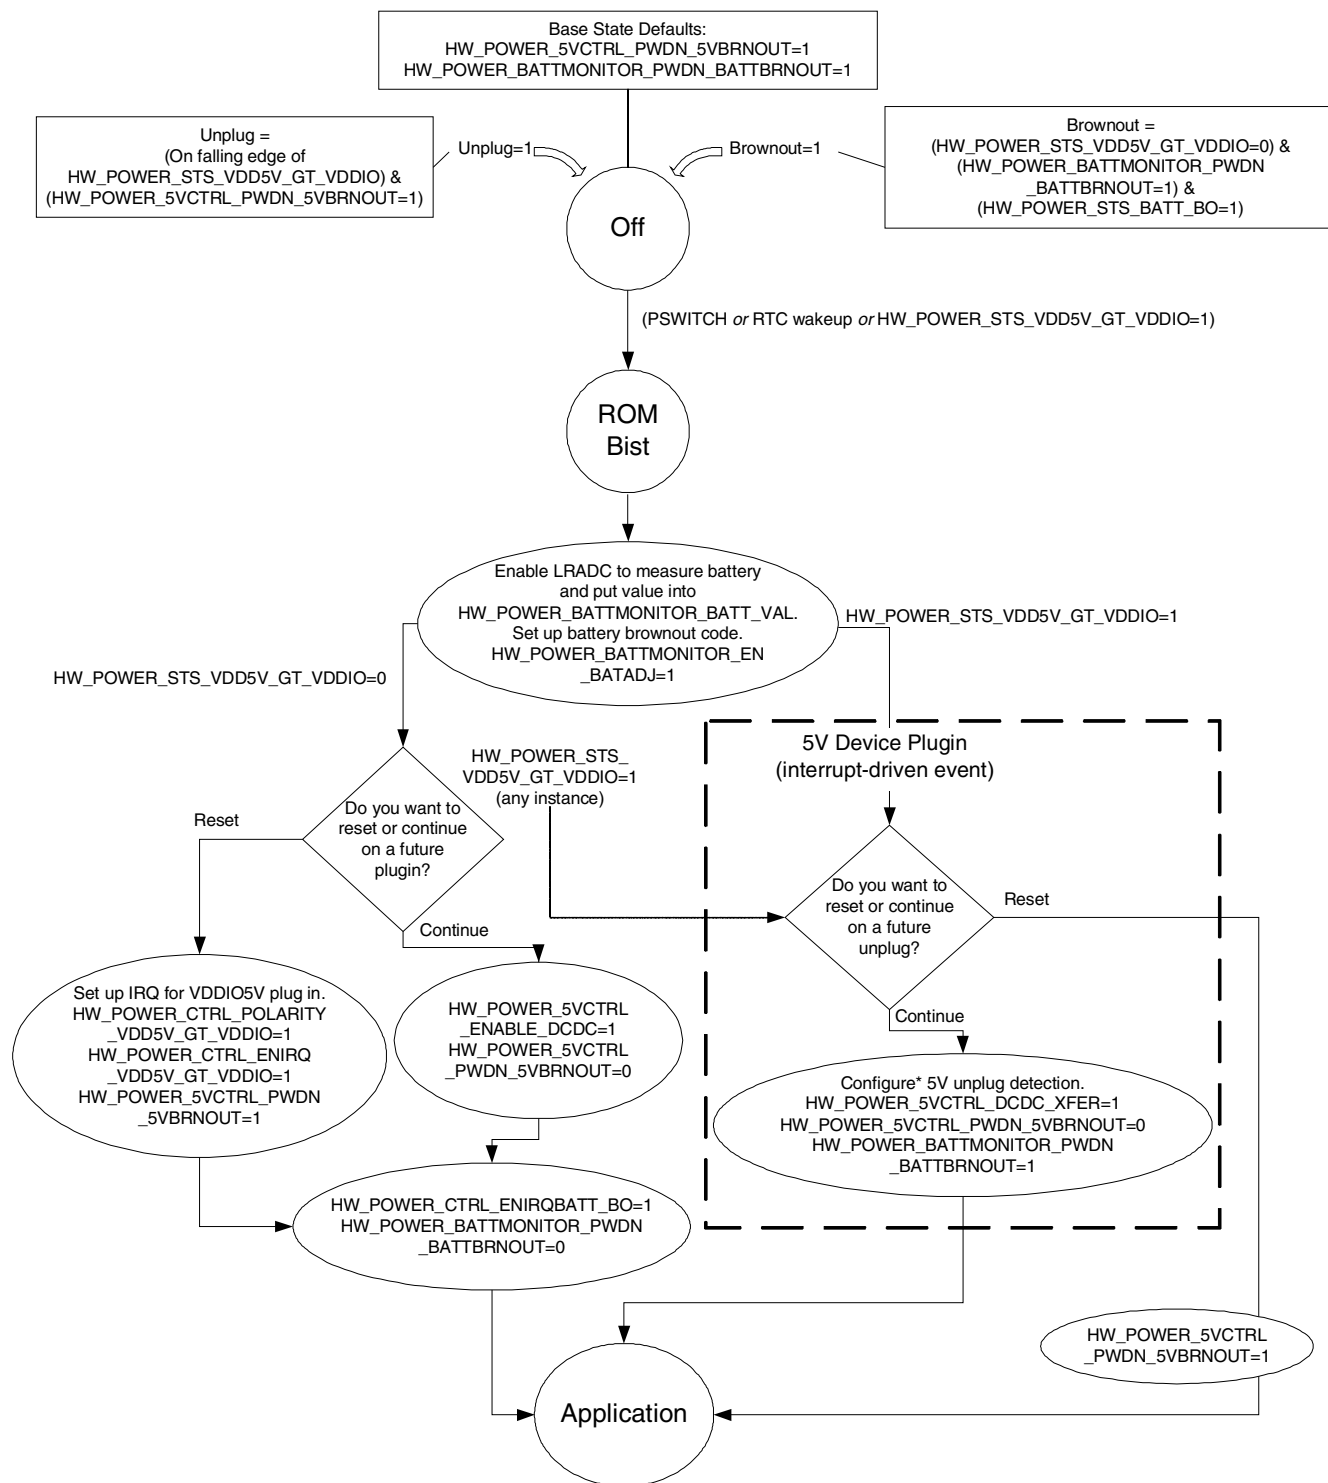 Base State Defaults:
HW_POWER_5VCTRL_PWDN_5VBRNOUT=1
HW_POWER_BATTMONITOR_PWDN_BATTBRNOUT=1
Unplug =
(On falling edge of
HW_POWER_STS_VDD5V_GT_VDDIO) &
(HW_POWER_5VCTRL_PWDN_5VBRNOUT=1)
Unplug=1
Brownout=1
Brownout =
(HW_POWER_STS_VDD5V_GT_VDDIO=0) &
(HW_POWER_BATTMONITOR_PWDN
_BATTBRNOUT=1) &
(HW_POWER_STS_BATT_BO=1)
Off
(PSWITCH or RTC wakeup or HW_POWER_STS_VDD5V_GT_VDDIO=1)
ROM
Bist
Enable LRADC to measure battery
and put value into
HW_POWER_BATTMONITOR_BATT_VAL.
Set up battery brownout code.
HW_POWER_BATTMONITOR_EN
_BATADJ=1
HW_POWER_STS_VDD5V_GT_VDDIO=1
HW_POWER_STS_VDD5V_GT_VDDIO=0
HW_POWER_STS_
VDD5V_GT_VDDIO=1
(any instance)
5V Device Plugin
(interrupt-driven event)
Reset
Do you want to
reset or continue
on a future
plugin?
Continue
Do you want to
reset or continue
on a future
unplug?
Reset
Continue
Set up IRQ for VDDIO5V plug in.
HW_POWER_CTRL_POLARITY
_VDD5V_GT_VDDIO=1
HW_POWER_CTRL_ENIRQ
_VDD5V_GT_VDDIO=1
HW_POWER_5VCTRL_PWDN
_5VBRNOUT=1
HW_POWER_5VCTRL
_ENABLE_DCDC=1
HW_POWER_5VCTRL
_PWDN_5VBRNOUT=0
Configure* 5V unplug detection.
HW_POWER_5VCTRL_DCDC_XFER=1
HW_POWER_5VCTRL_PWDN_5VBRNOUT=0
HW_POWER_BATTMONITOR_PWDN
_BATTBRNOUT=1
HW_POWER_CTRL_ENIRQBATT_BO=1
HW_POWER_BATTMONITOR_PWDN
_BATTBRNOUT=0
HW_POWER_5VCTRL
_PWDN_5VBRNOUT=1
Application